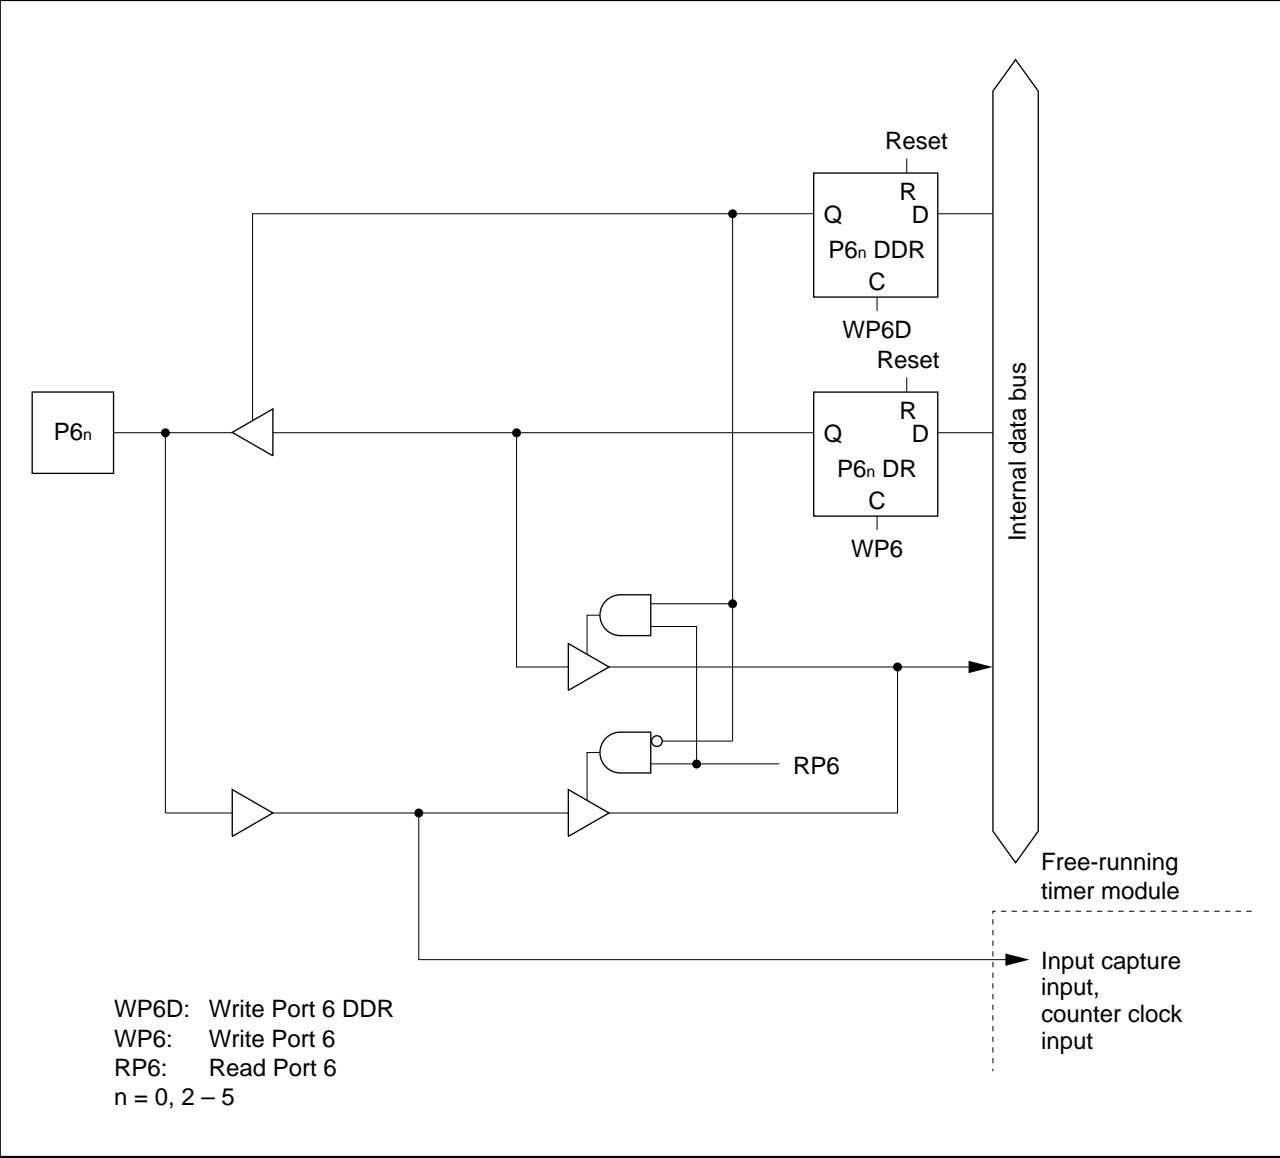 Reset
R
Q D
P6n DDR
C
WP6D
Reset
R
P6n
Q D
P6n DR
C
WP6
Internal data bus
RP6
Free-running
timer module
Input capture
input,
counter clock
input
WP6D: Write Port 6 DDR
WP6: Write Port 6
RP6: Read Port 6
n = 0, 2 – 5